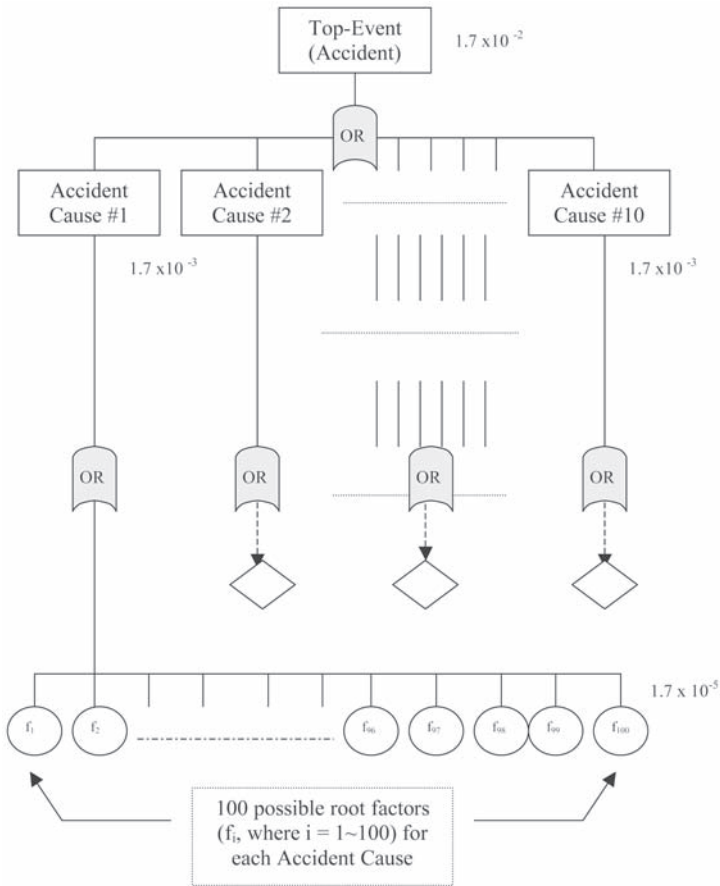 Top-Event
(Accident)
1.7 x10 -2
OR
Accident
Cause #1
Accident
Cause #2
Accident
Cause #10
1.7 x10 -3
1.7 x10 -3
OR
OR
OR
OR
1.7 x 10-5
f1
f2
f96
f97
f98
f99
f100
100 possible root factors
(fi, where i = 1~100) for
each Accident Cause